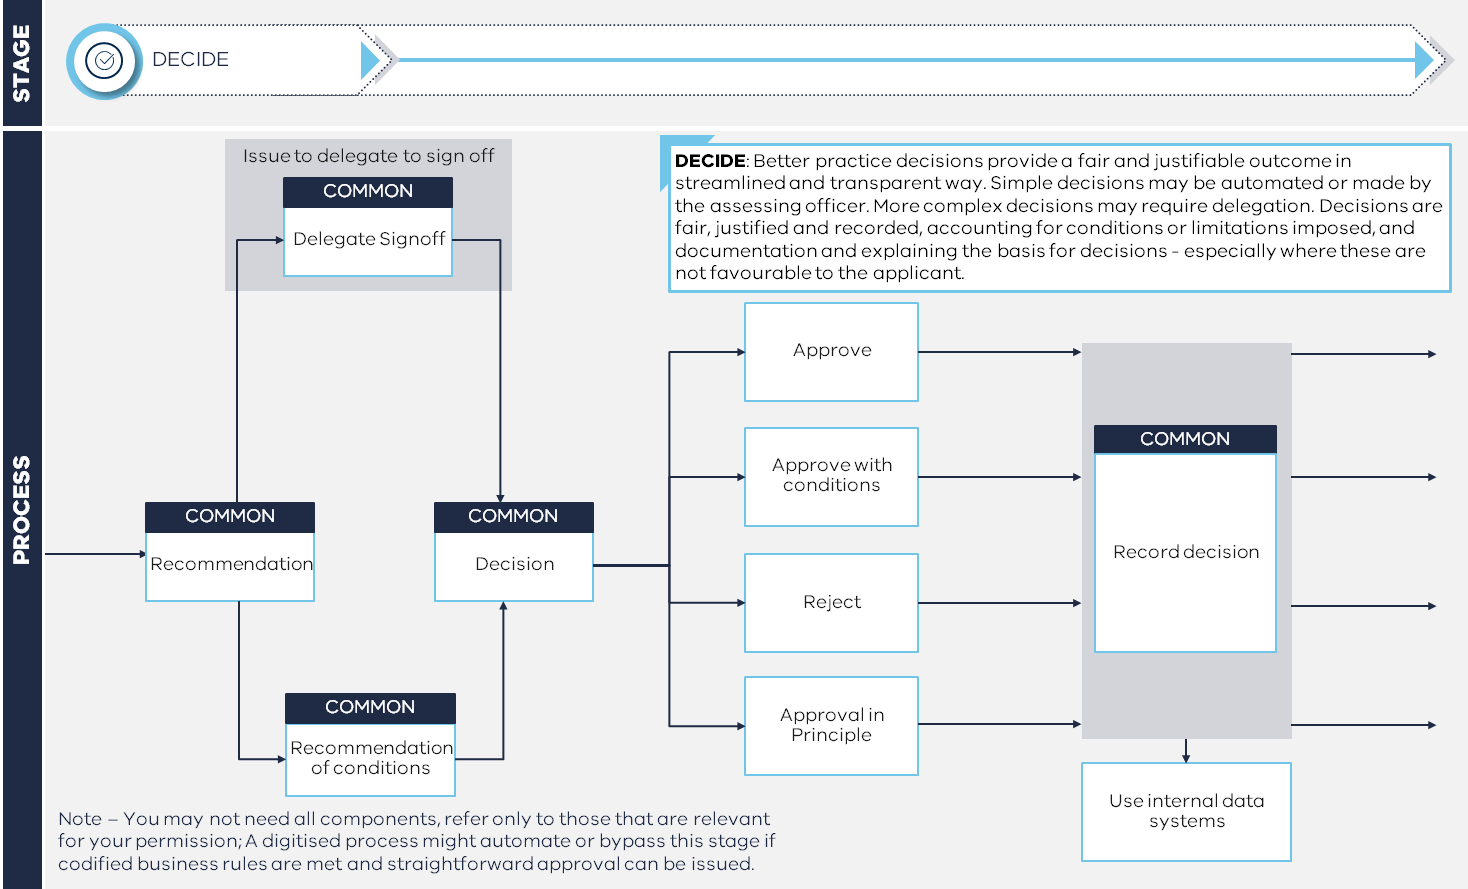 STAGE
DECIDE
PROCESS
Issue to delegate to sign off
COMMON
Delegate Signoff
DECIDE: Better practice decisions provide a fair and justifiable outcome in
streamlined and transparent way. Simple decisions may be automated or made by
the assessing officer. More complex decisions may require delegation. Decisions are
fair, justified and recorded, accounting for conditions or limitations imposed, and
documentation and explaining the basis for decisions - especially where these are
not favourable to the applicant.
COMMON
Recommendation
COMMON
Decision
COMMON
Recommendation
of conditions
Approve
Approve with
conditions
Reject
Approval in
Principle
COMMON
Record decision
Use internal data
systems
Note – You may not need all components, refer only to those that are relevant
for your permission; A digitised process might automate or bypass this stage if
codified business rules are met and straightforward approval can be issued.